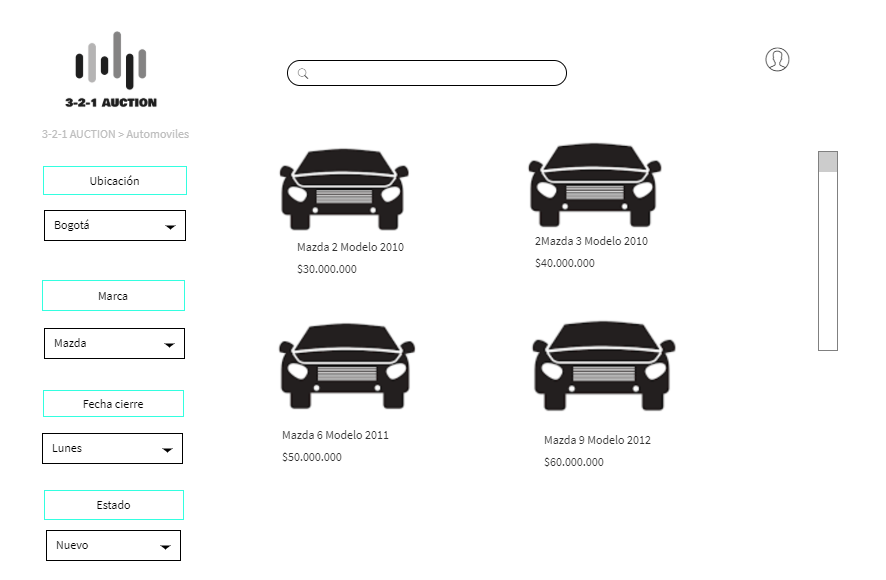 3-2-1 AUCTION
3-2-1 AUCTION > Automoviles
Ubicación
Bogotá
Marca
Mazda
Fecha cierre
Lunes
Estado
Nuevo
Mazda 2 Modelo 2010
$30.000.000
2Mazda 3 Modelo 2010
$40.000.000
Mazda 6 Modelo 2011
$50.000.000
Mazda 9 Modelo 2012
$60.000.000